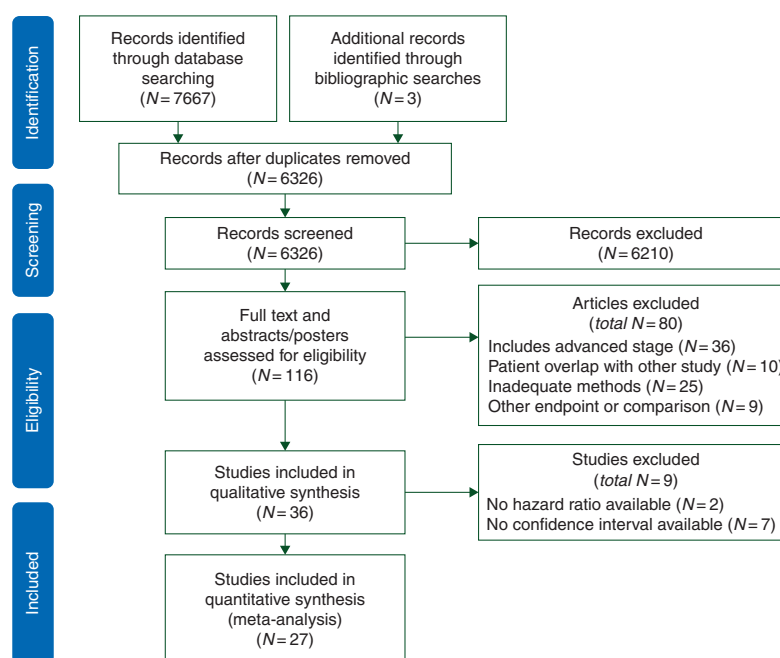 Identification
Records identified
through database
searching
(N = 7667)
Additional records
identified through
bibliographic searches
(N = 3)
Records after duplicates removed
(N = 6326)
Screening
Records screened
(N = 6326)
Records excluded
(N = 6210)
Eligibility
Full text and
abstracts/posters
assessed for eligibility
(N = 116)
Articles excluded
(total N = 80)
Includes advanced stage (N = 36)
Patient overlap with other study (N = 10)
Inadequate methods (N = 25)
Other endpoint or comparison (N = 9)
Studies included in
qualitative synthesis
(N = 36)
Studies excluded
(total N = 9)
No hazard ratio available (N = 2)
No confidence interval available (N = 7)
Included
Studies included in
quantitative synthesis
(meta-analysis)
(N = 27)